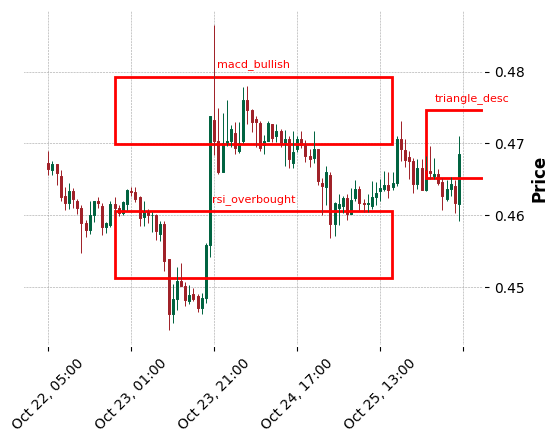 macd_bullish
triangle_desc
rsi_overbought
0.48
0.47
0.46
0.45
Price
Oct 22, 05:00
Oct 23, 01:00
Oct 23, 21:00
Oct 24, 17:00
Oct 25, 13:00